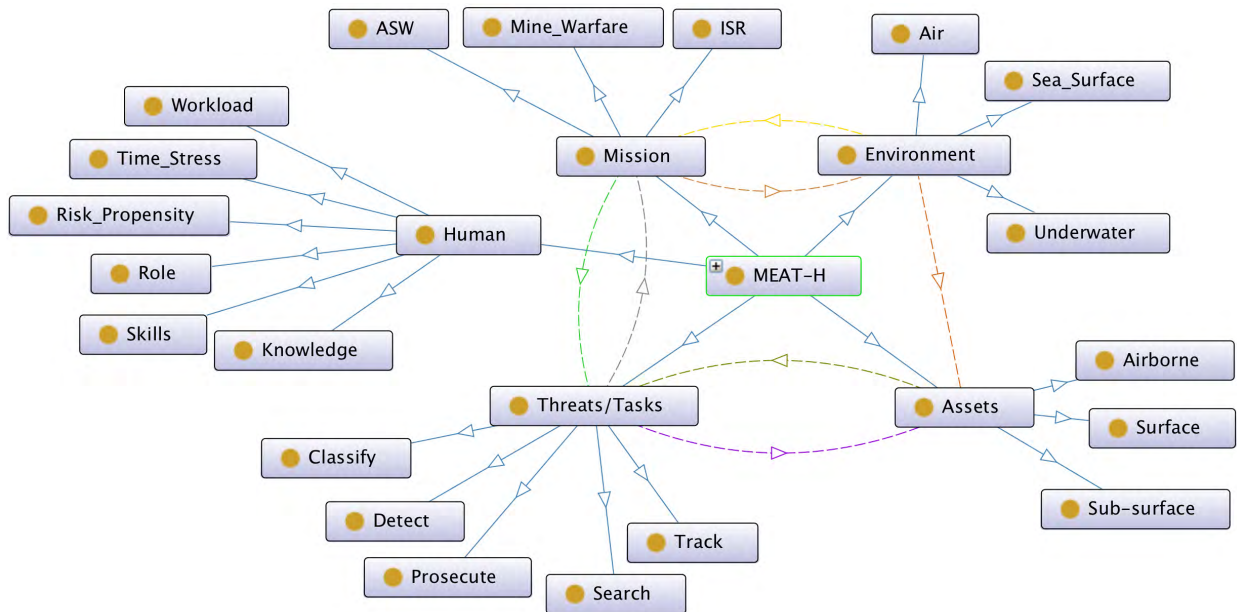 ASW
Mine_Warfare
ISR
Air
Sea_Surface
Workload
Time_Stress
Mission
Environment
Risk_Propensity
Human
Underwater
Role
MEAT-H
Skills
Knowledge
Airborne
Threats/Tasks
Assets
Surface
Classify
Sub-surface
Detect
Track
Prosecute
Search